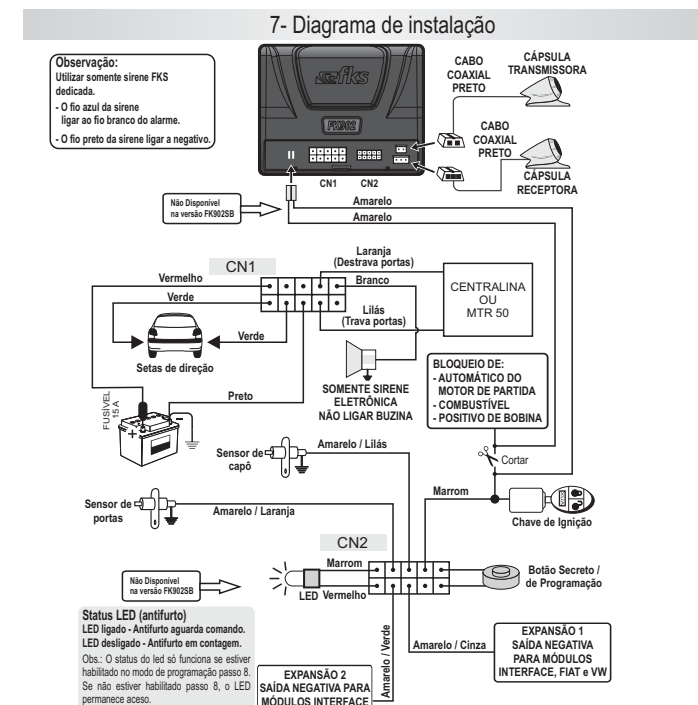 7- Diagrama de instalação
Observação:
Utilizar somente sirene FKS
dedicada.
- O fio azul da sirene
ligar ao fio branco do alarme.
- O fio preto da sirene ligar a negativo.
fks
FK902
CABO
COAXIAL
PRETO
CÁPSULA
TRANSMISSORA
CABO
COAXIAL
PRETO
CÁPSULA
RECEPTORA
CN1
CN2
Não Disponível
na versão FK902SB
Amarelo
Amarelo
CN1
Laranja
(Destrava portas)
Vermelho
Branco
Verde
CENTRALINA
OU
MTR 50
Lilás
(Trava portas)
Verde
Setas de direção
SOMENTE SIRENE
ELETRÔNICA
NÃO LIGAR BUZINA
BLOQUEIO DE:
- AUTOMÁTICO DO
MOTOR DE PARTIDA
- COMBUSTÍVEL
- POSITIVO DE BOBINA
Preto
FUSÍVEL
15 A
+
-
Sensor de
capô
Amarelo / Lilás
Cortar
Marrom
Chave de Ignição
Sensor de
portas
Amarelo / Laranja
CN2
Marrom
LED
Vermelho
Botão Secreto /
de Programação
Não Disponível
na versão FK902SB
Status LED (antifurto)
LED ligado - Antifurto aguarda comando.
LED desligado - Antifurto em contagem.
Obs.: O status do led só funciona se estiver
habilitado no modo de programação passo 8.
Se não estiver habilitado passo 8, o LED
permanece aceso.
Amarelo / Verde
Amarelo / Cinza
EXPANSÃO 1
SAÍDA NEGATIVA
PARA MÓDULOS
INTERFACE, FIAT e VW
EXPANSÃO 2
SAÍDA NEGATIVA PARA
MÓDULOS INTERFACE